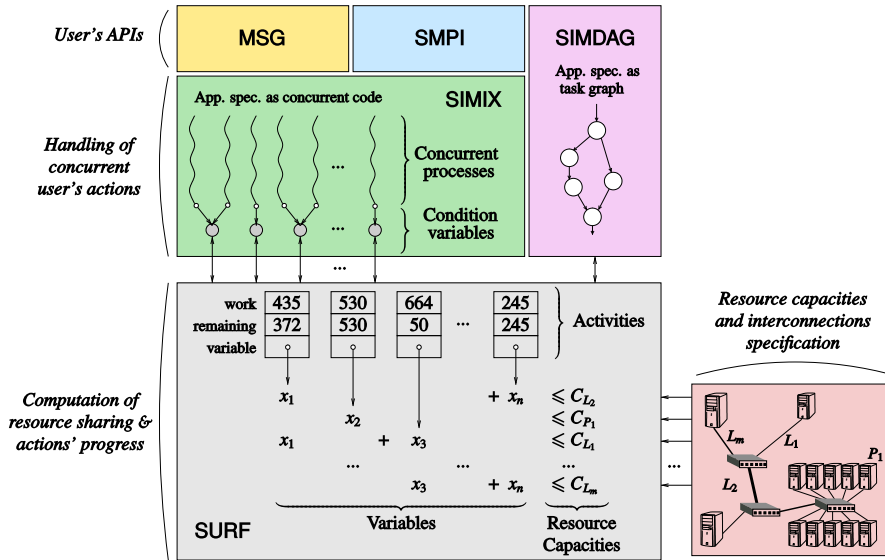 User's APIs
MSG
SMPI
SIMDAG
App. spec. as
task graph
App. spec. as concurrent code
SIMIX
Handling of
concurrent
user's actions
Concurrent
processes
...
Condition
variables
...
...
work
435
530
664
245
remaining
372
530
50
...
245
variable
Activities
Resource capacities
and interconnections
specification
Computation of
resource sharing &
actions' progress
x1 + xn ⩽ CL2
x2 ⩽ CP1
x1 + x3 ⩽ CL1
... ... ...
x3 + xn ⩽ CLm
...
SURF
Variables
Resource
Capacities
Lm
L1
P1
L2